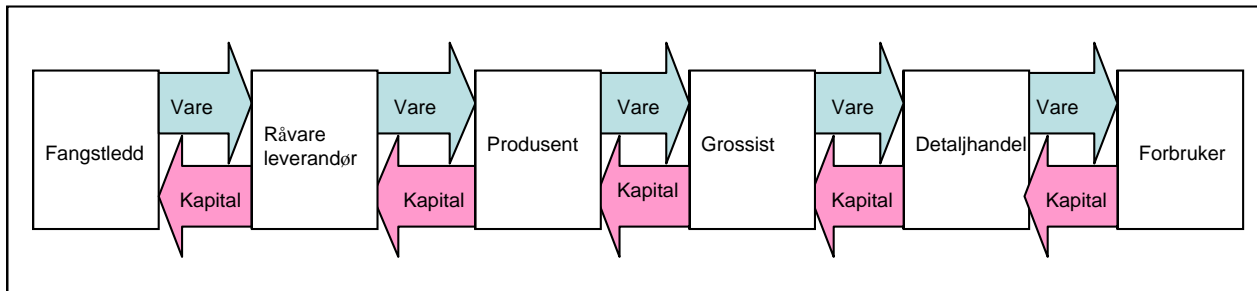 Fangstledd
Vare
Kapital
Råvare
leverandør
Vare
Kapital
Produsent
Vare
Kapital
Grossist
Vare
Kapital
Detaljhandel
Vare
Kapital
Forbruker